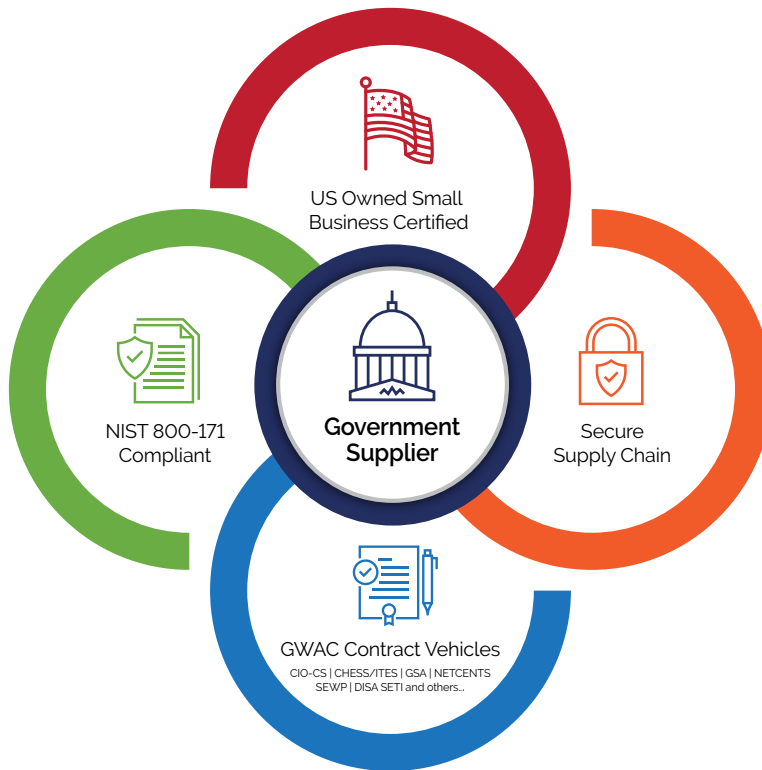 US Owned Small
Business Certified
NIST 800-171
Compliant
Government
Supplier
Secure
Supply Chain
GWAC Contract Vehicles
CIO-CS | CHESS/ITES | GSA | NETCENTS
SEWP | DISA SETI and others...